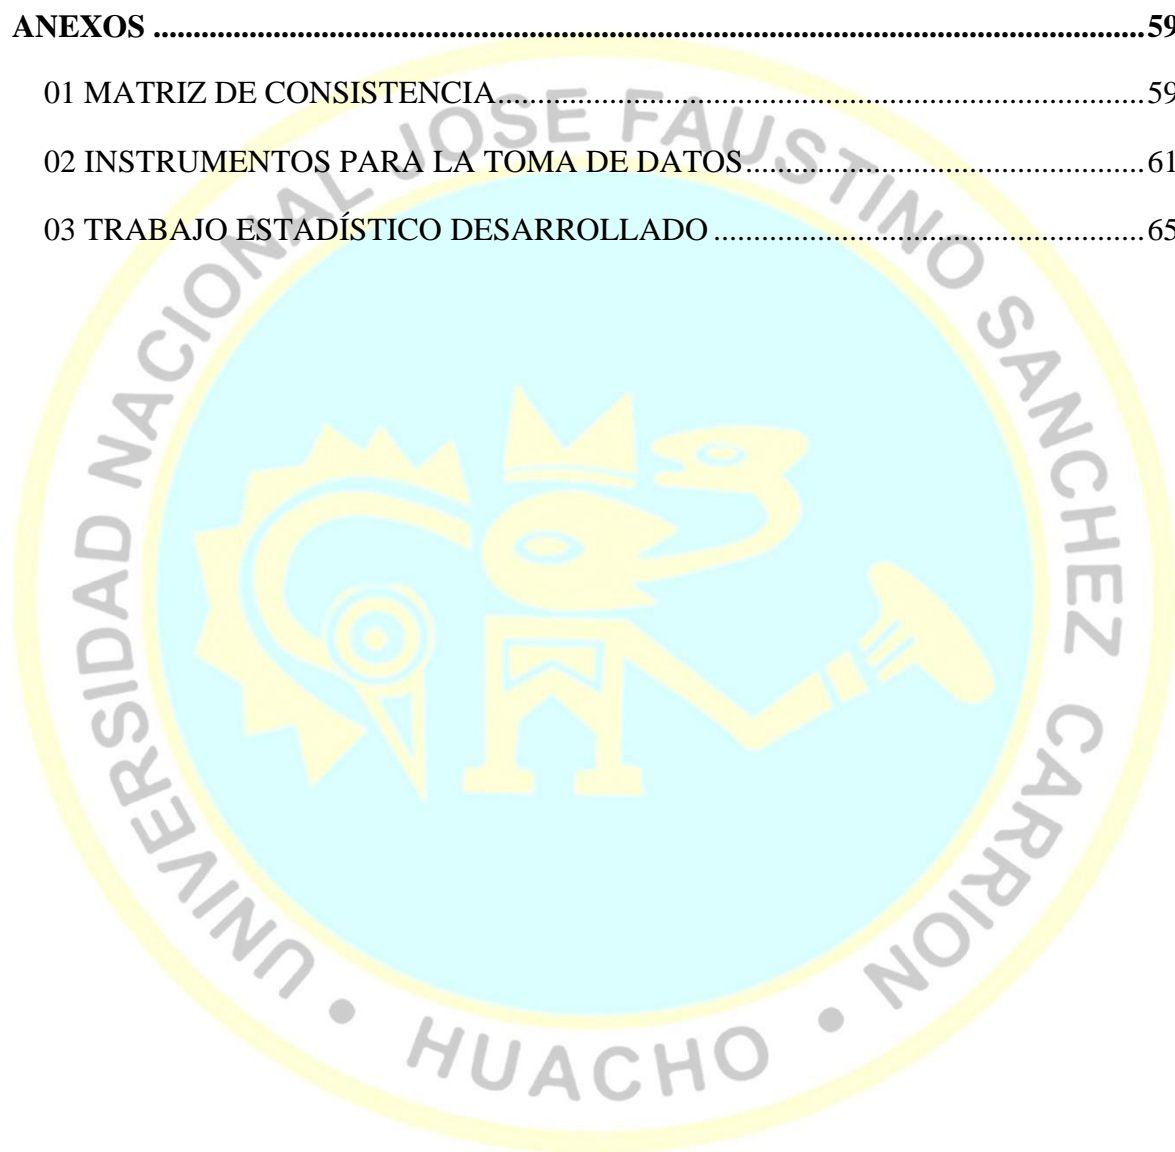 ANEXOS ............................................................................................................................ 59
01 MATRIZ DE CONSISTENCIA................................................................................. 59
02 INSTRUMENTOS PARA LA TOMA DE DATOS.................................................. 61
03 TRABAJO ESTADÍSTICO DESARROLLADO ...................................................... 65
UNIVERSIDAD NACIONAL JOSE FAUSTINO SANCHEZ CARRION • HUACHO •